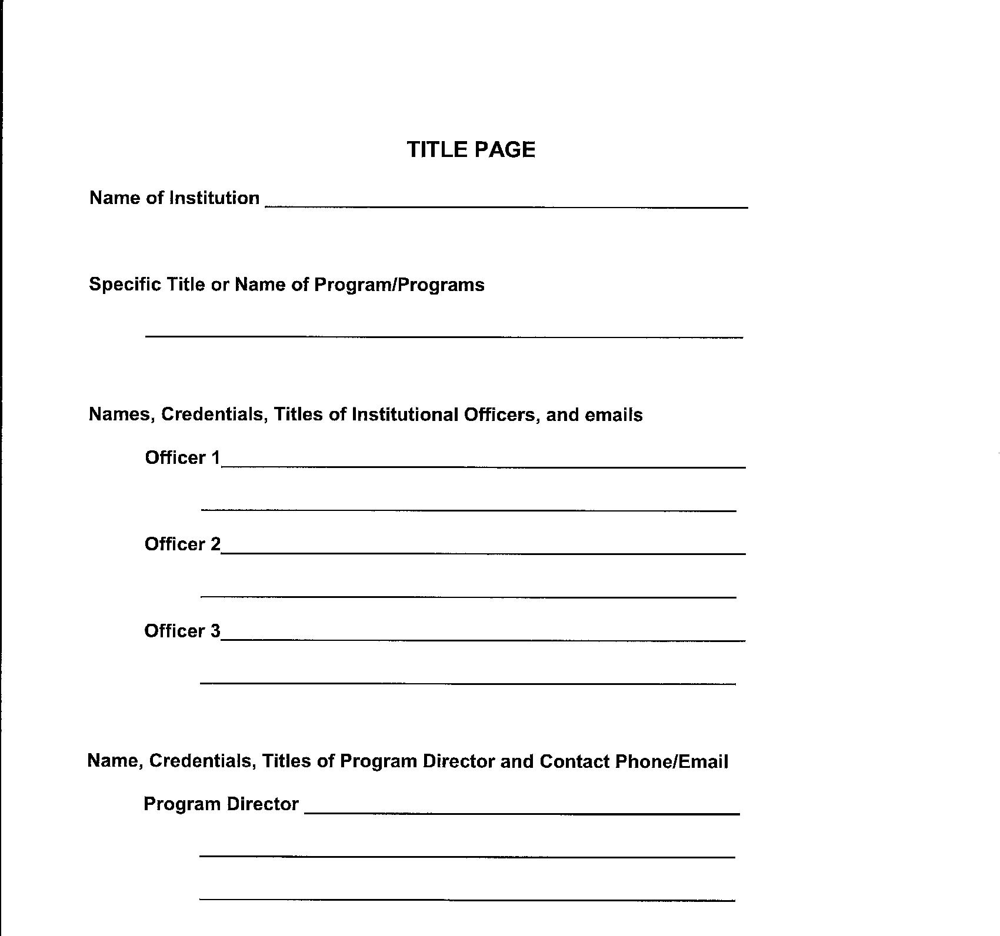 TITLE PAGE
Name of Institution
Specific Title or Name of Program/Programs
Names, Credentials, Titles of Institutional Officers, and emails
Officer 1
Officer 2
Officer 3
Name, Credentials, Titles of Program Director and Contact Phone/Email
Program Director